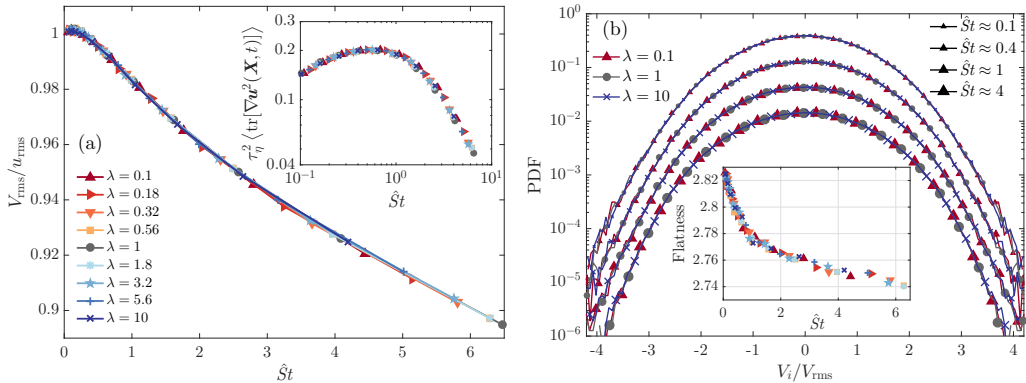 (a)
V_rms/u_rms
1
0.98
0.96
0.94
0.92
0.9
0 1 2 3 4 5 6
Ŝt
λ = 0.1
λ = 0.18
λ = 0.32
λ = 0.56
λ = 1
λ = 1.8
λ = 3.2
λ = 5.6
λ = 10
τ_η^2 ⟨tr[∇u^2(X, t)]⟩
0.3
0.2
0.1
0.04
10^-1 10^0 10^1
Ŝt
(b)
PDF
10^0
10^-1
10^-2
10^-3
10^-4
10^-5
10^-6
-4 -3 -2 -1 0 1 2 3 4
V_i/V_rms
λ = 0.1
λ = 1
λ = 10
Ŝt ≈ 0.1
Ŝt ≈ 0.4
Ŝt ≈ 1
Ŝt ≈ 4
Flatness
2.82
2.8
2.78
2.76
2.74
0 2 4 6
Ŝt